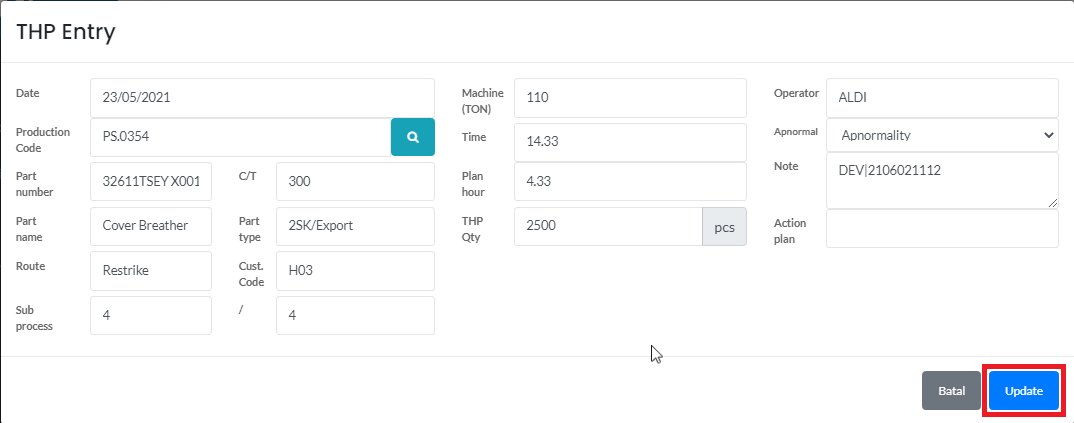 THP Entry
Date
23/05/2021
Production
Code
PS.0354
Part
number
32611TSEY X001
C/T
300
Part
name
Cover Breather
Part
type
2SK/Export
Route
Restrike
Cust.
Code
H03
Sub
process
4
/
4
Machine
(TON)
110
Time
14.33
Plan
hour
4.33
THP
Qty
2500
pcs
Operator
ALDI
Apnormal
Apnormality
Note
DEV|2106021112
Action
plan
Batal
Update